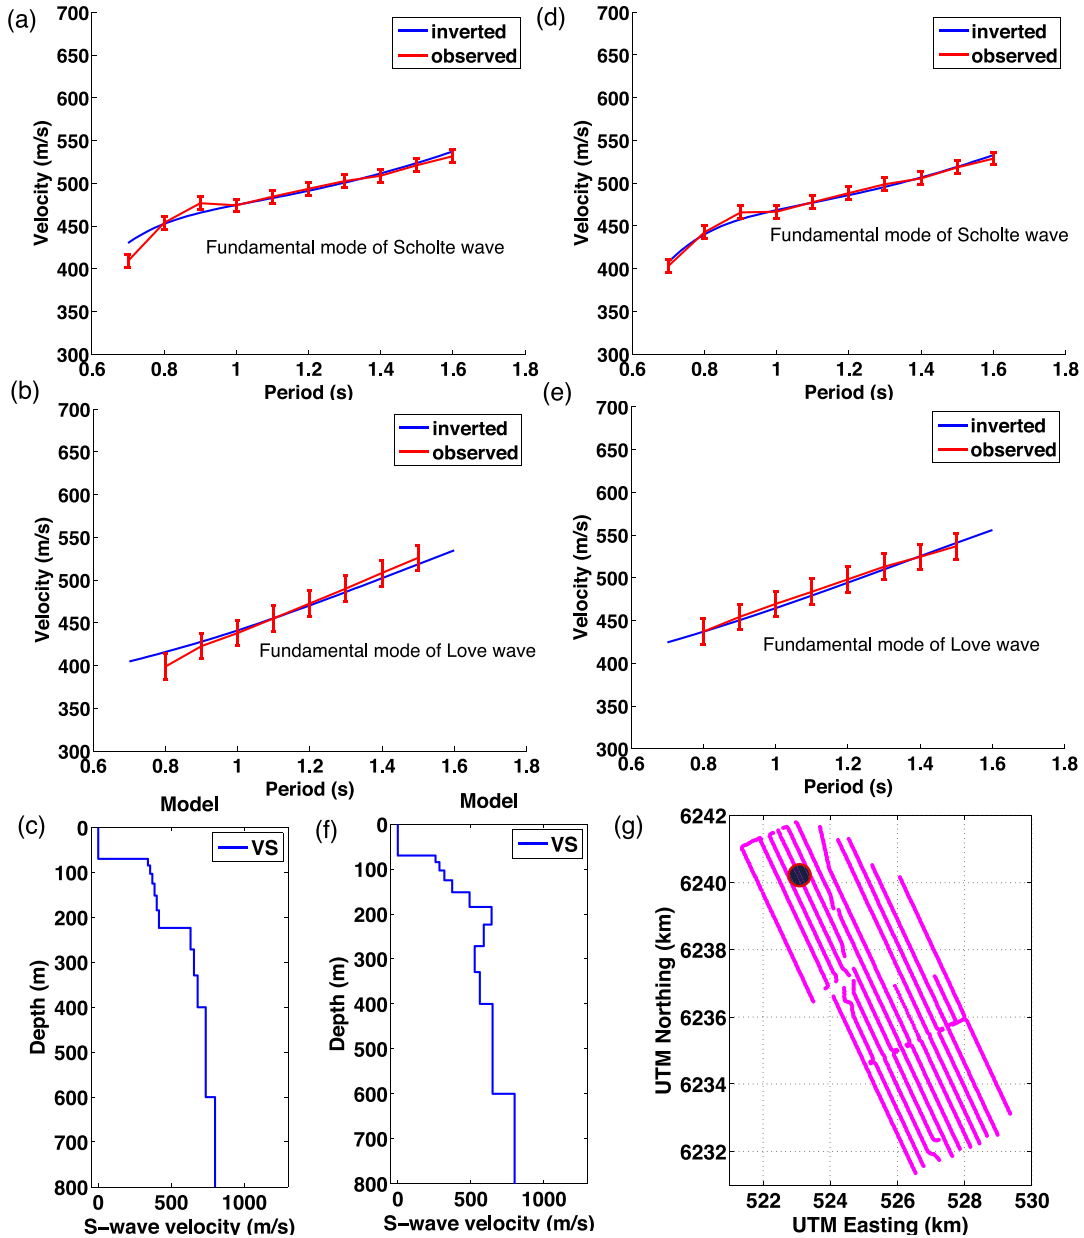 (a)
700
650
600
550
500
450
400
350
300
Velocity (m/s)
inverted
observed
Fundamental mode of Scholte wave
0.6 0.8 1 1.2 1.4 1.6 1.8
Period (s)
(d)
700
650
600
550
500
450
400
350
300
Velocity (m/s)
inverted
observed
Fundamental mode of Scholte wave
0.6 0.8 1 1.2 1.4 1.6 1.8
Period (s)
(b)
700
650
600
550
500
450
400
350
300
Velocity (m/s)
inverted
observed
Fundamental mode of Love wave
0.6 0.8 1 1.2 1.4 1.6 1.8
Period (s)
(e)
700
650
600
550
500
450
400
350
300
Velocity (m/s)
inverted
observed
Fundamental mode of Love wave
0.6 0.8 1 1.2 1.4 1.6 1.8
Period (s)
(c)
Model
0
100
200
300
400
500
600
700
800
Depth (m)
VS
0 500 1000
S-wave velocity (m/s)
(f)
Model
0
100
200
300
400
500
600
700
800
Depth (m)
VS
0 500 1000
S-wave velocity (m/s)
(g)
6242
6240
6238
6236
6234
6232
UTM Northing (km)
522 524 526 528 530
UTM Easting (km)